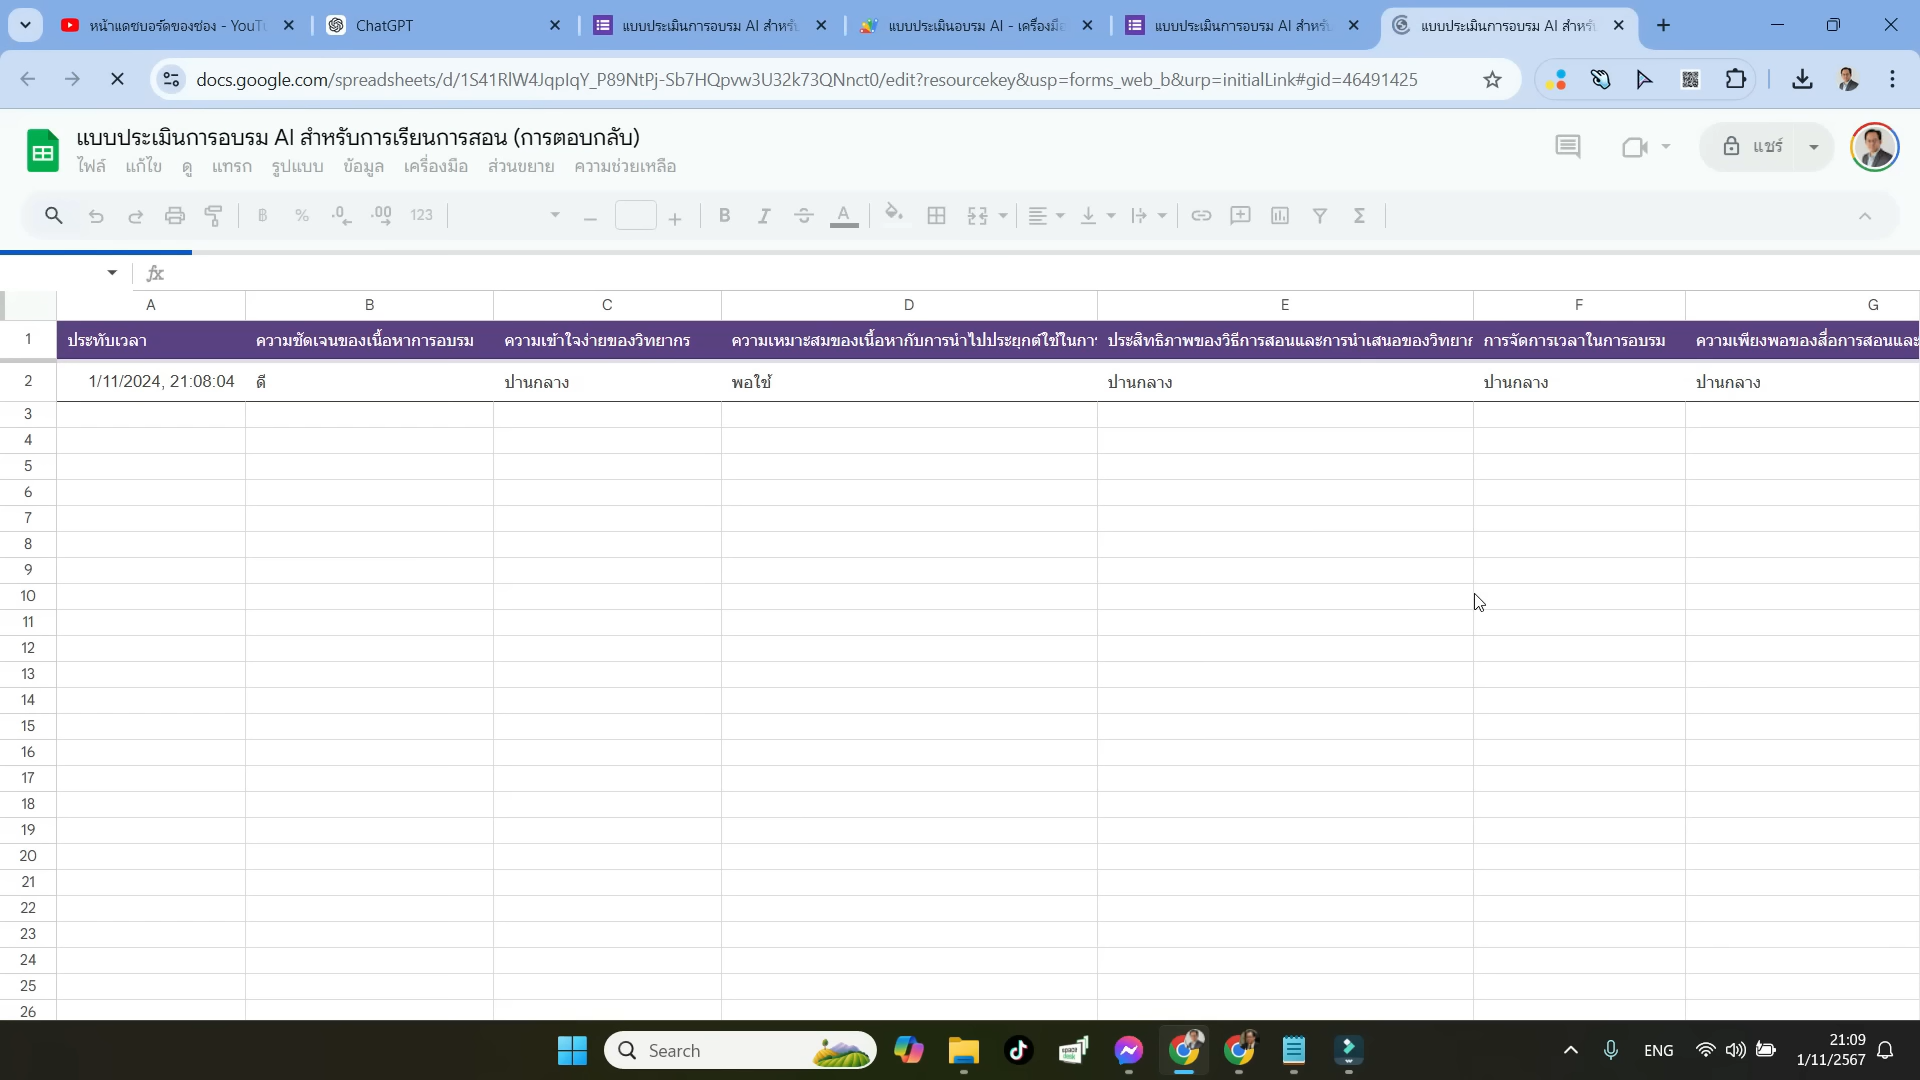 หน้าแดชบอร์ดของช่อง - YouT
ChatGPT
แบบประเมินการอบรม AI สำหรั
แบบประเมินอบรม AI - เครื่องมือ
แบบประเมินการอบรม AI สำหรั
แบบประเมินการอบรม AI สำหรั
docs.google.com/spreadsheets/d/1S41RlW4JqpIqY_P89NtPj-Sb7HQpvw3U32k73QNnct0/edit?resourcekey&usp=forms_web_b&urp=initialLink#gid=46491425
แบบประเมินการอบรม AI สำหรับการเรียนการสอน (การตอบกลับ)
ไฟล์ แก้ไข ดู แทรก รูปแบบ ข้อมูล เครื่องมือ ส่วนขยาย ความช่วยเหลือ
แชร์
฿ % .0 .00 123 B I A Σ
fx
A B C D E F G
1 ประทับเวลา ความชัดเจนของเนื้อหาการอบรม ความเข้าใจง่ายของวิทยากร ความเหมาะสมของเนื้อหากับการนำไปประยุกต์ใช้ในกา ประสิทธิภาพของวิธีการสอนและการนำเสนอของวิทยาก การจัดการเวลาในการอบรม ความเพียงพอของสื่อการสอนและ
2 1/11/2024, 21:08:04 ดี ปานกลาง พอใช้ ปานกลาง ปานกลาง ปานกลาง
3
4
5
6
7
8
9
10
11
12
13
14
15
16
17
18
19
20
21
22
23
24
25
26
Search
ENG
21:09
1/11/2567